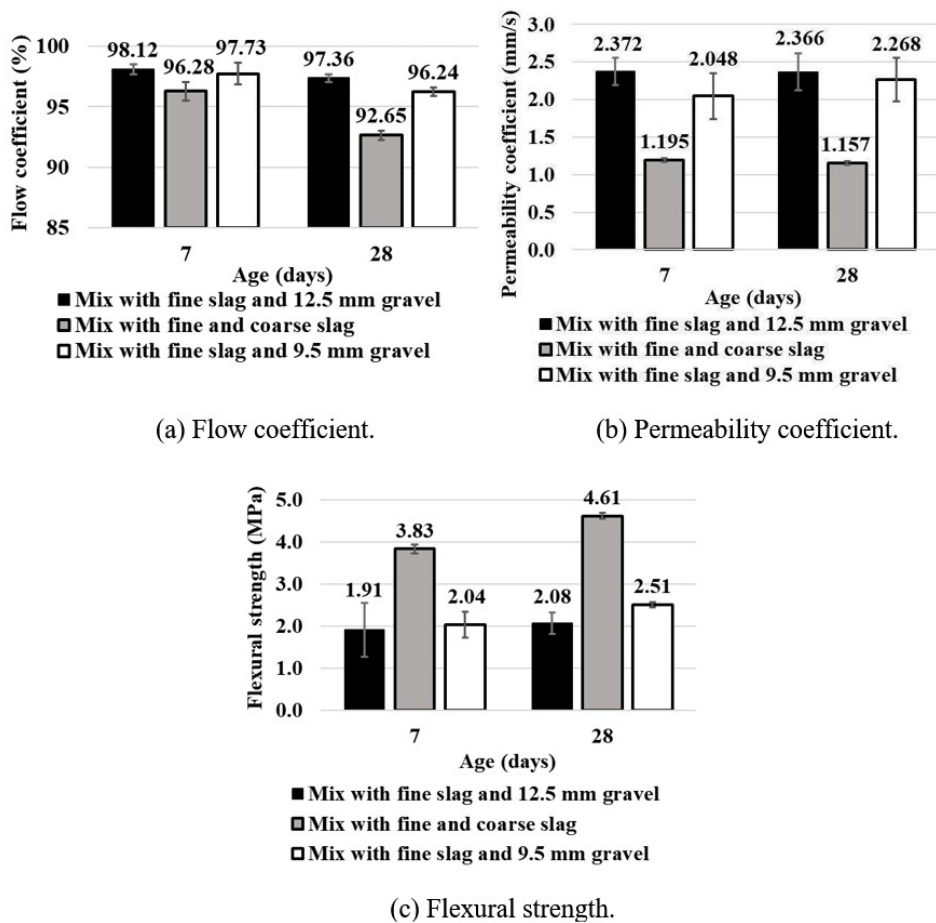 Flow coefficient (%)
100
95
90
85
98.12
96.28
97.73
97.36
92.65
96.24
7
28
Age (days)
Mix with fine slag and 12.5 mm gravel
Mix with fine and coarse slag
Mix with fine slag and 9.5 mm gravel
(a) Flow coefficient.
Permeability coefficient (mm/s)
3.0
2.5
2.0
1.5
1.0
0.5
0.0
2.372
1.195
2.048
2.366
1.157
2.268
7
28
Age (days)
Mix with fine slag and 12.5 mm gravel
Mix with fine and coarse slag
Mix with fine slag and 9.5 mm gravel
(b) Permeability coefficient.
Flexural strength (MPa)
5.0
4.0
3.0
2.0
1.0
0.0
1.91
3.83
2.04
2.08
4.61
2.51
7
28
Age (days)
Mix with fine slag and 12.5 mm gravel
Mix with fine and coarse slag
Mix with fine slag and 9.5 mm gravel
(c) Flexural strength.